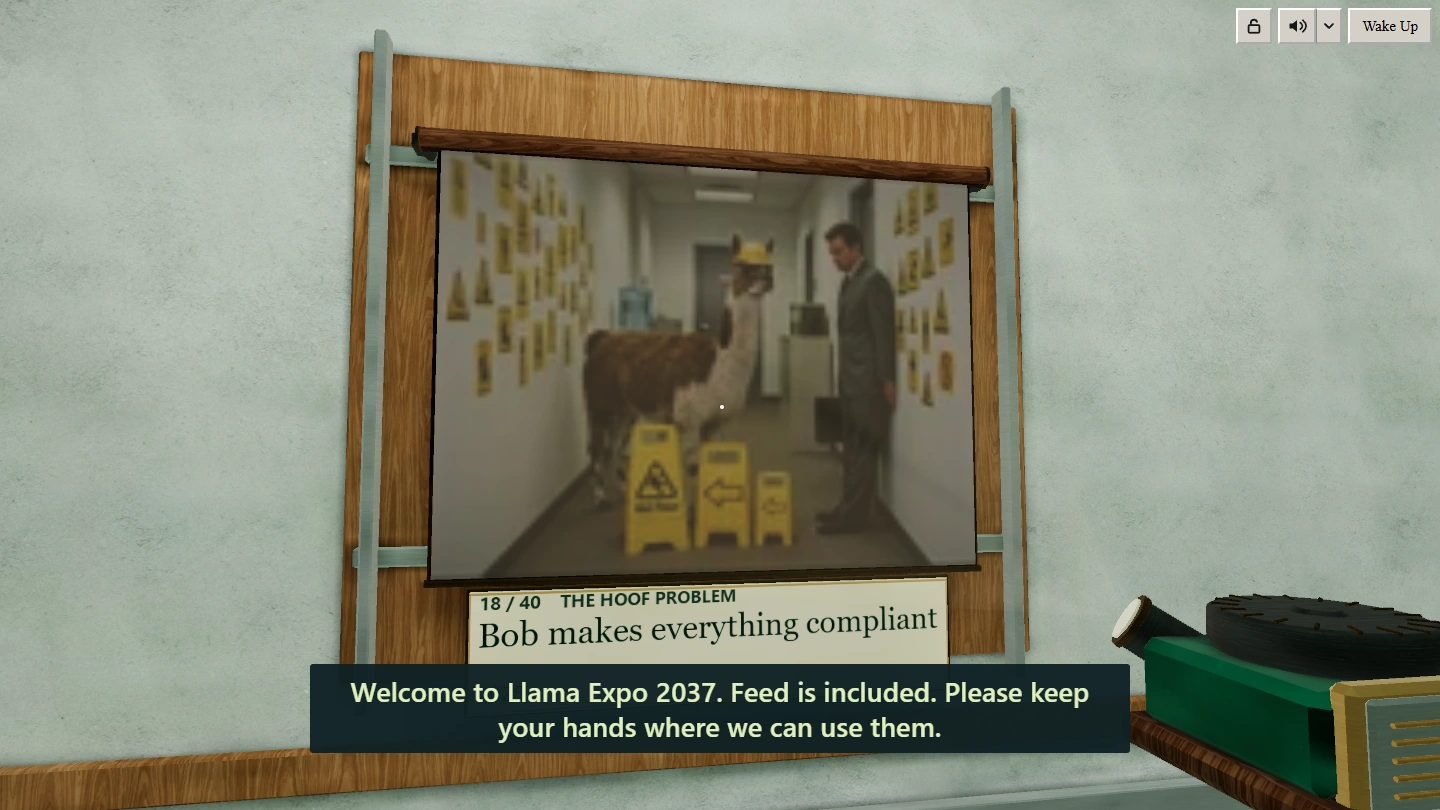 Wake Up
18 / 40 THE HOOF PROBLEM
Bob makes everything compliant
Welcome to Llama Expo 2037. Feed is included. Please keep
your hands where we can use them.